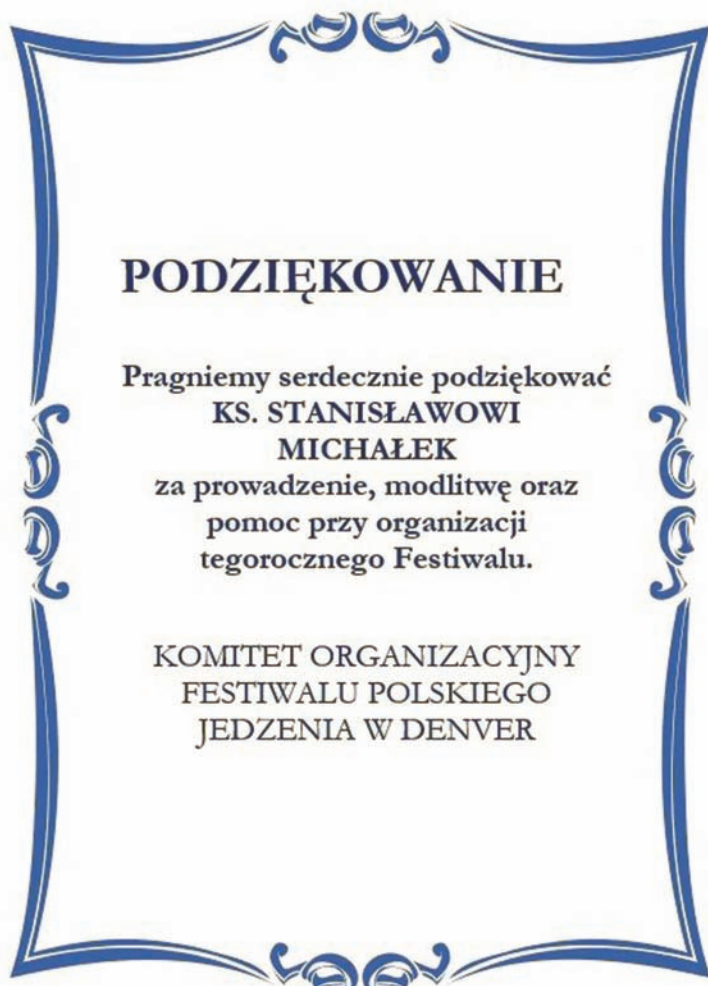 PODZIĘKOWANIE
Pragniemy serdecznie podziękować
KS. STANISŁAWOWI
MICHAŁEK
za prowadzenie, modlitwę oraz
pomoc przy organizacji
tegorocznego Festiwalu.
KOMITET ORGANIZACYJNY
FESTIWALU POLSKIEGO
JEDZENIA W DENVER